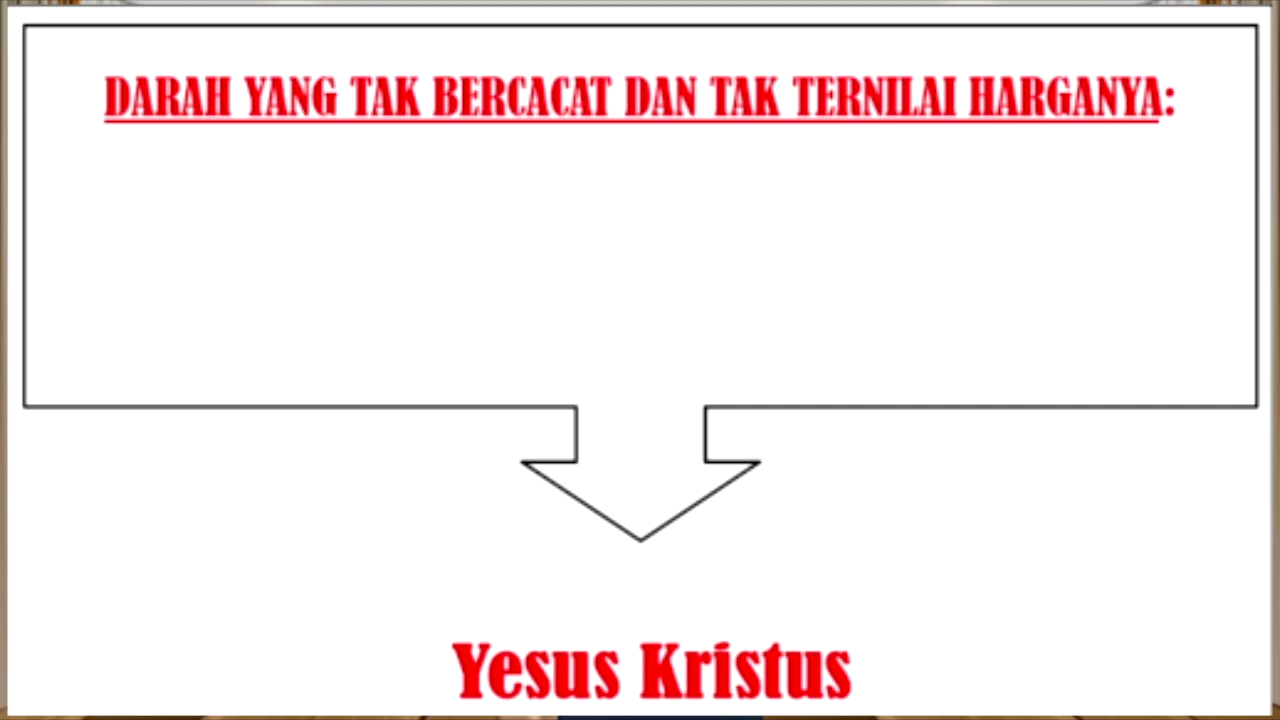 DARAH YANG TAK BERCACAT DAN TAK TERNILAI HARGANYA:
Yesus Kristus